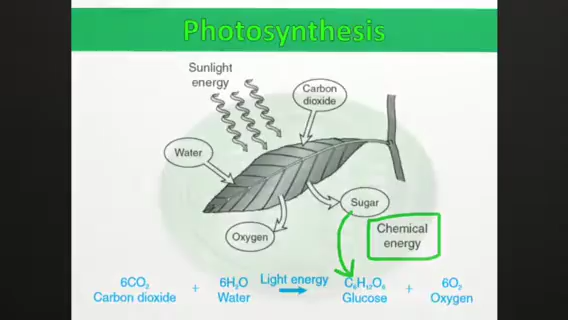 Photosynthesis
Sunlight
energy
Carbon
dioxide
Water
Sugar
Oxygen
Chemical
energy
6CO₂ + 6H₂O Light energy C₆H₁₂O₆ + 6O₂
Carbon dioxide Water Glucose Oxygen